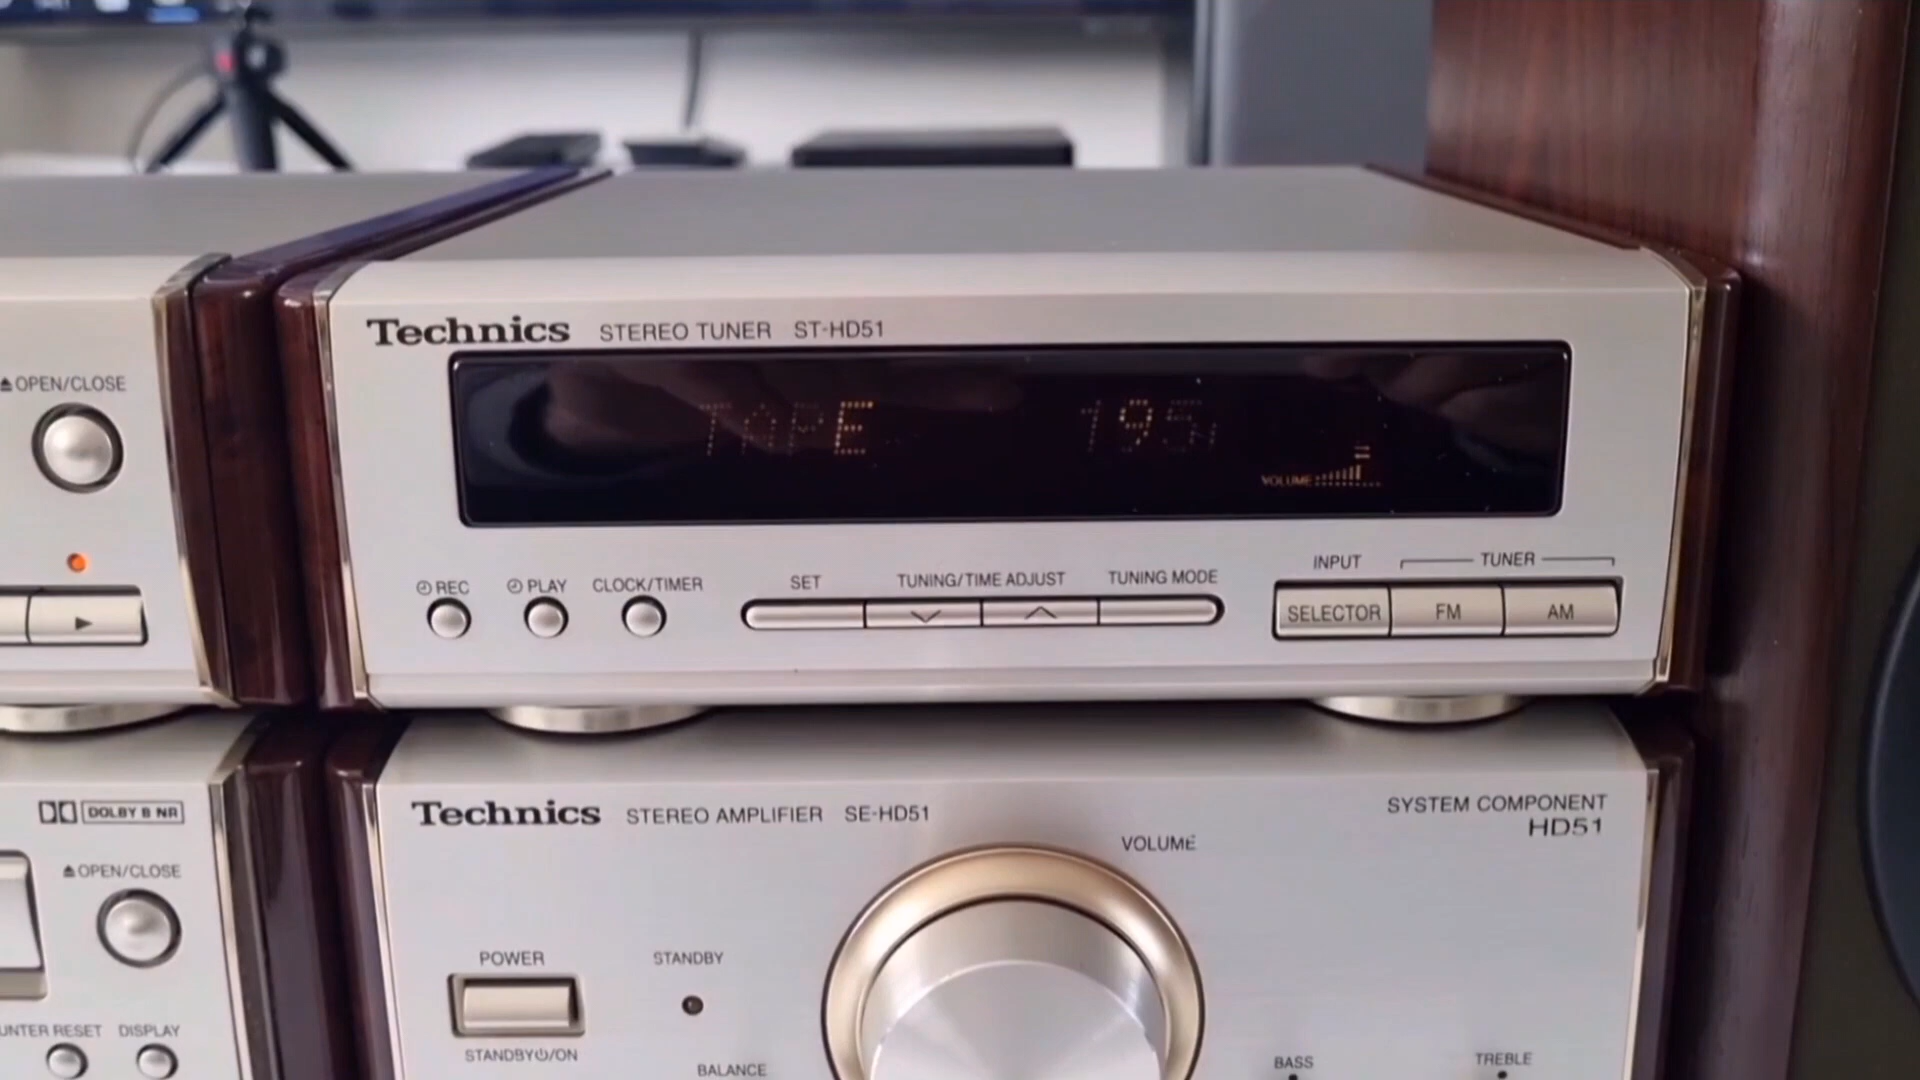 Technics STEREO TUNER ST-HD51
TAPE 195
VOLUME
OPEN/CLOSE
REC
PLAY
CLOCK/TIMER
SET
TUNING/TIME ADJUST
TUNING MODE
INPUT
TUNER
SELECTOR
FM
AM
DOLBY B NR
OPEN/CLOSE
UNTER RESET
DISPLAY
Technics STEREO AMPLIFIER SE-HD51
SYSTEM COMPONENT
HD51
VOLUME
POWER
STANDBY
STANDBY⏻/ON
BALANCE
BASS
TREBLE